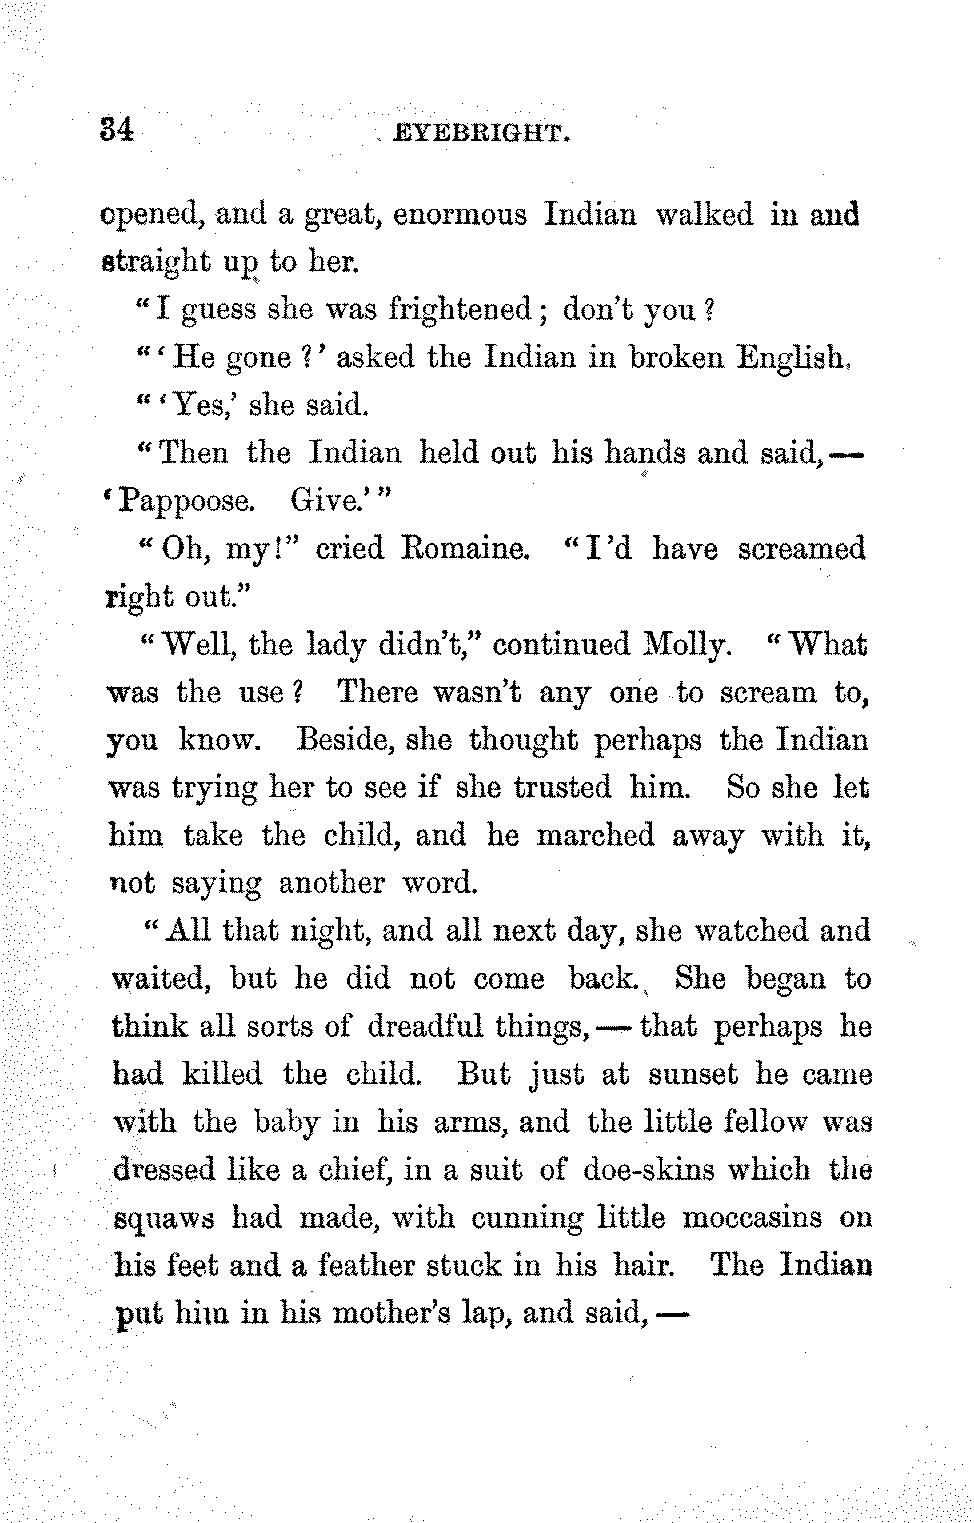 34 EYEBRIGHT.
opened, and a great, enormous Indian walked in and
straight up to her.
“I guess she was frightened; don't you?
“‘He gone?’ asked the Indian in broken English.
“‘Yes,’ she said.
“Then the Indian held out his hands and said,—
‘Pappoose. Give.’”
“Oh, my!” cried Romaine. “I'd have screamed
right out.”
“Well, the lady didn't,” continued Molly. “What
was the use? There wasn't any one to scream to,
you know. Beside, she thought perhaps the Indian
was trying her to see if she trusted him. So she let
him take the child, and he marched away with it,
not saying another word.
“All that night, and all next day, she watched and
waited, but he did not come back. She began to
think all sorts of dreadful things,—that perhaps he
had killed the child. But just at sunset he came
with the baby in his arms, and the little fellow was
dressed like a chief, in a suit of doe-skins which the
squaws had made, with cunning little moccasins on
his feet and a feather stuck in his hair. The Indian
put him in his mother's lap, and said,—